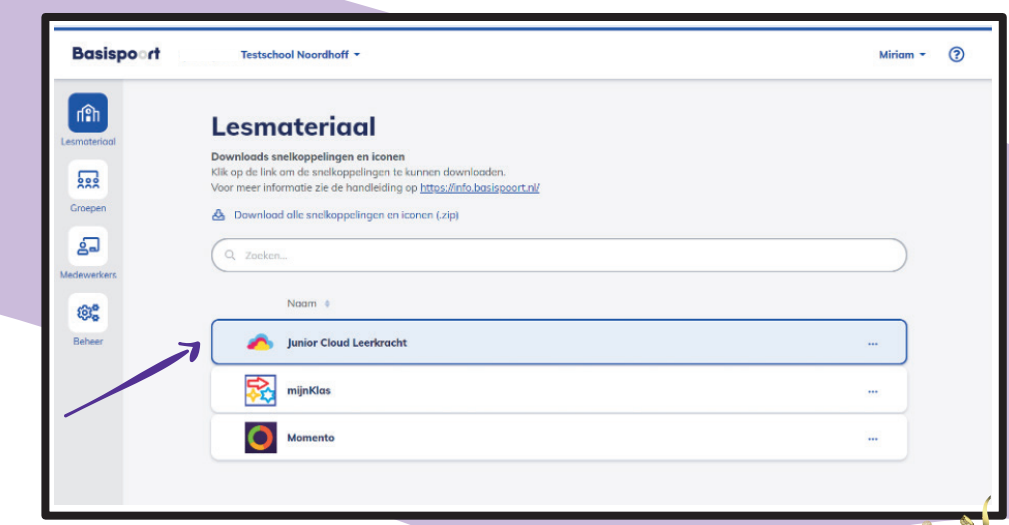 Basispoort
Testschool Noordhoff
Miriam
?
Lesmateriaal
Groepen
Medewerkers
Beheer
Lesmateriaal
Downloads snelkoppelingen en iconen
Klik op de link om de snelkoppelingen te kunnen downloaden.
Voor meer informatie zie de handleiding op https://info.basispoort.nl/
Download alle snelkoppelingen en iconen (.zip)
Zoeken...
Naam
Junior Cloud Leerkracht
...
mijnKlas
...
Momento
...